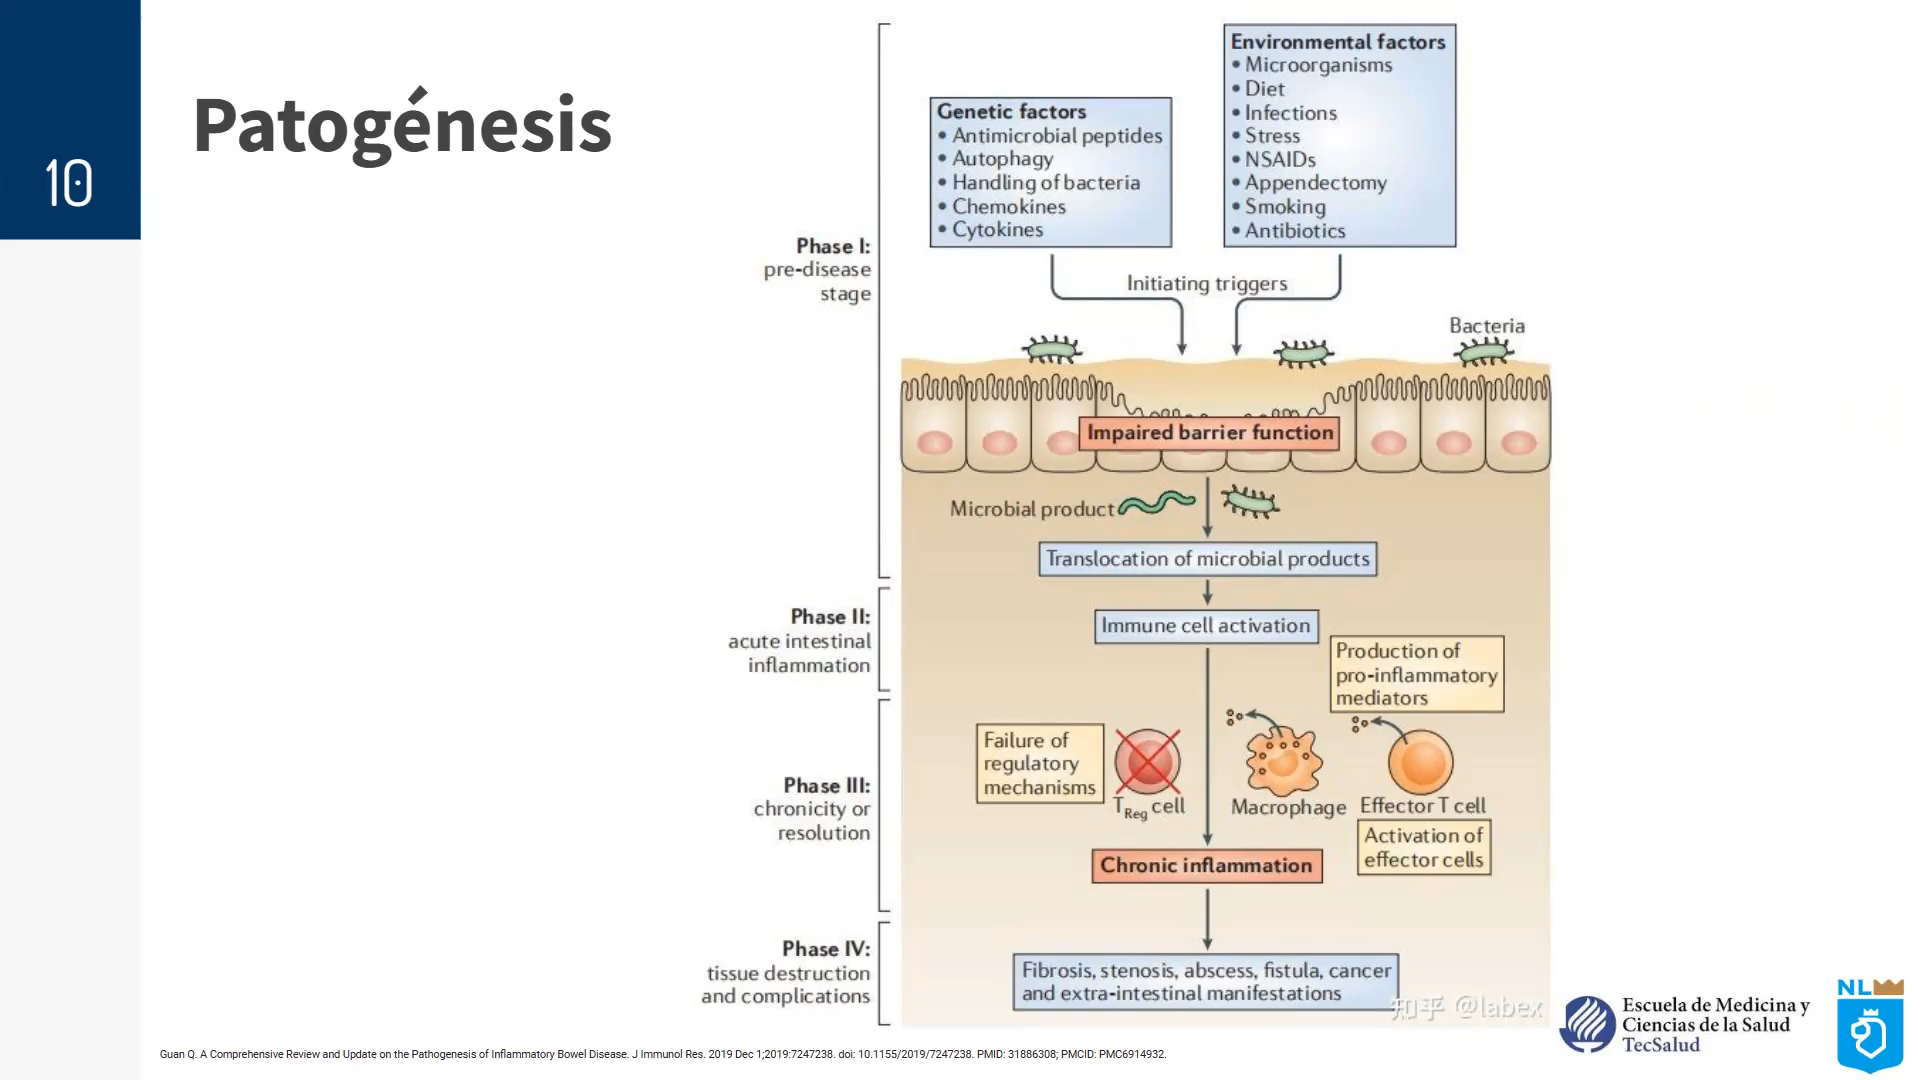 10
Patogénesis
Genetic factors
• Antimicrobial peptides
• Autophagy
• Handling of bacteria
• Chemokines
• Cytokines
Environmental factors
• Microorganisms
• Diet
• Infections
• Stress
• NSAIDs
• Appendectomy
• Smoking
• Antibiotics
Phase I:
pre-disease
stage
Initiating triggers
Bacteria
Impaired barrier function
Microbial product
Translocation of microbial products
Phase II:
acute intestinal
inflammation
Immune cell activation
Production of
pro-inflammatory
mediators
Phase III:
chronicity or
resolution
Failure of
regulatory
mechanisms
TReg cell
Macrophage
Effector T cell
Activation of
effector cells
Chronic inflammation
Phase IV:
tissue destruction
and complications
Fibrosis, stenosis, abscess, fistula, cancer
and extra-intestinal manifestations
知乎 @labex
Escuela de Medicina y
Ciencias de la Salud
TecSalud
NL
Guan Q. A Comprehensive Review and Update on the Pathogenesis of Inflammatory Bowel Disease. J Immunol Res. 2019 Dec 1;2019:7247238. doi: 10.1155/2019/7247238. PMID: 31886308; PMCID: PMC6914932.